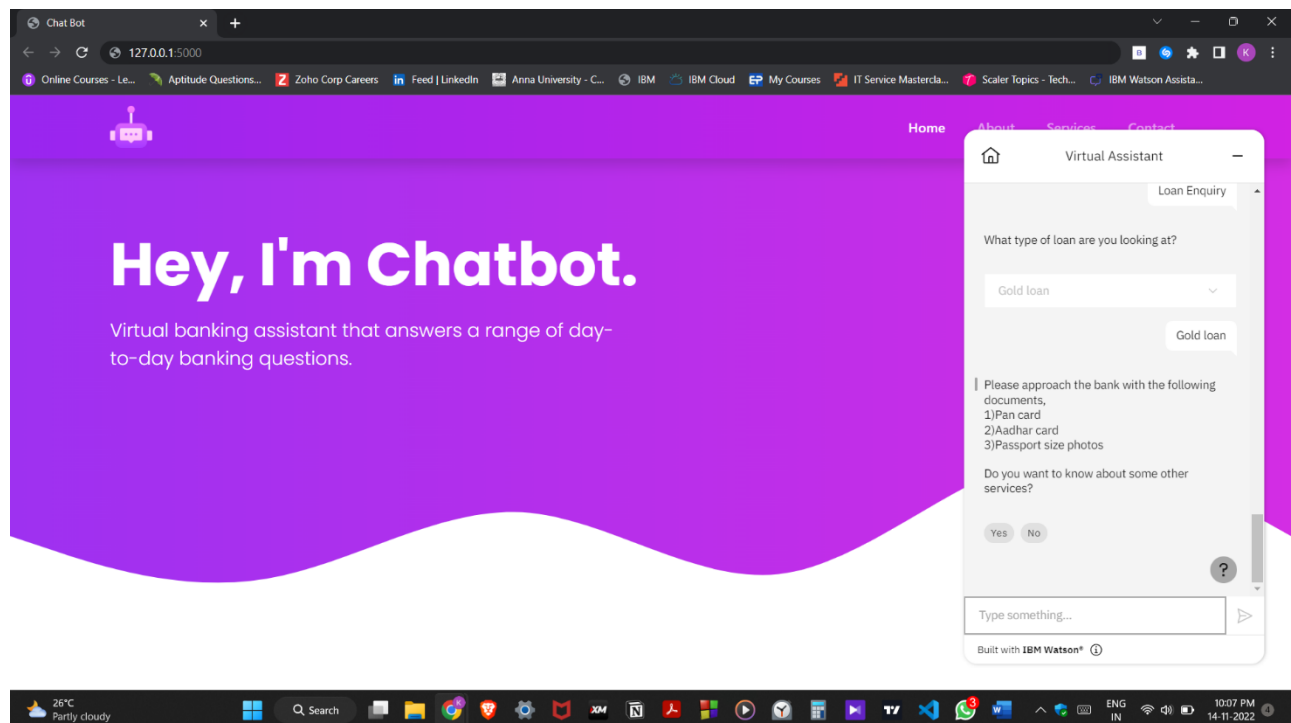 Chat Bot
127.0.0.1:5000
Online Courses - Le... Aptitude Questions... Zoho Corp Careers Feed | LinkedIn Anna University - C... IBM IBM Cloud My Courses IT Service Mastercla... Scaler Topics - Tech... IBM Watson Assista...
Home About Services Contact
Virtual Assistant
Loan Enquiry
What type of loan are you looking at?
Gold loan
Gold loan
Please approach the bank with the following
documents,
1)Pan card
2)Aadhar card
3)Passport size photos
Do you want to know about some other
services?
Yes No
?
Type something...
Built with IBM Watson®
Hey, I'm Chatbot.
Virtual banking assistant that answers a range of day-
to-day banking questions.
26°C
Partly cloudy
Search
ENG
IN
10:07 PM
14-11-2022